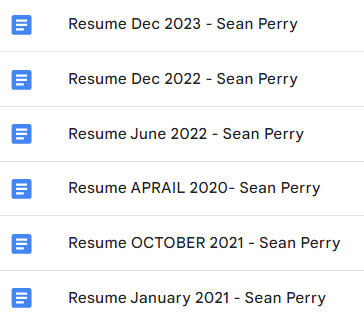 Resume Dec 2023 - Sean Perry
Resume Dec 2022 - Sean Perry
Resume June 2022 - Sean Perry
Resume APRAIL 2020- Sean Perry
Resume OCTOBER 2021 - Sean Perry
Resume January 2021 - Sean Perry